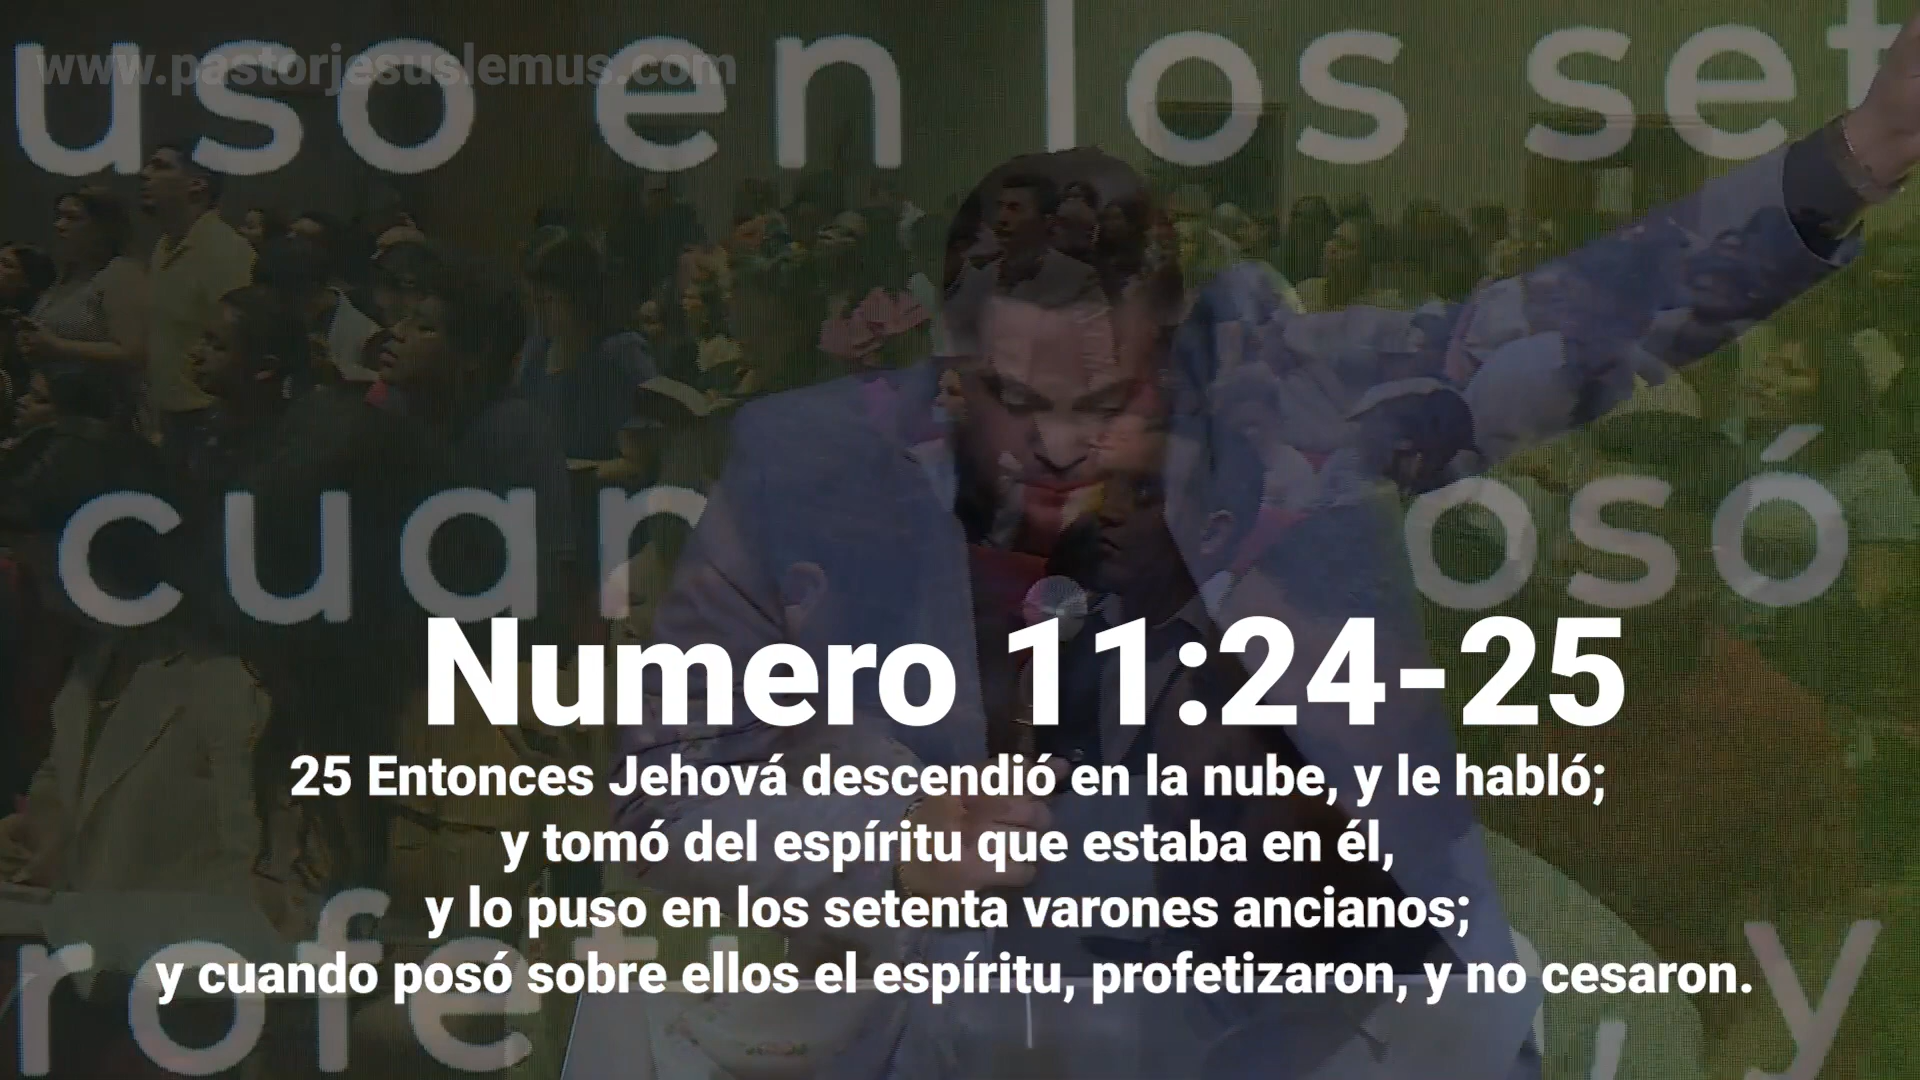 www.pastorjesuslemus.com
uso en los set
cuan osó
Numero 11:24-25
25 Entonces Jehová descendió en la nube, y le habló;
y tomó del espíritu que estaba en él,
y lo puso en los setenta varones ancianos;
y cuando posó sobre ellos el espíritu, profetizaron, y no cesaron.
rofet y